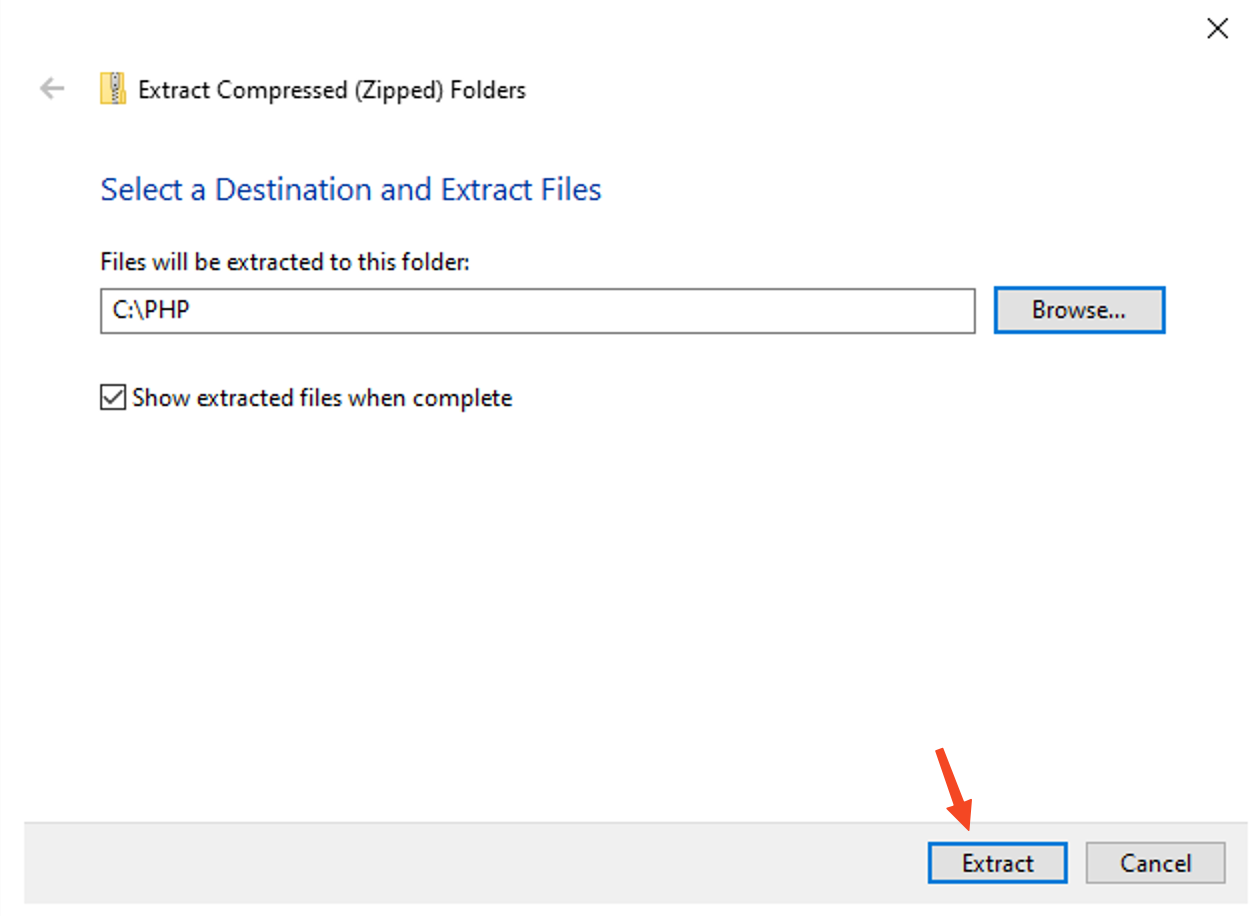 Extract Compressed (Zipped) Folders
Select a Destination and Extract Files
Files will be extracted to this folder:
C:\PHP
Browse...
Show extracted files when complete
Extract
Cancel